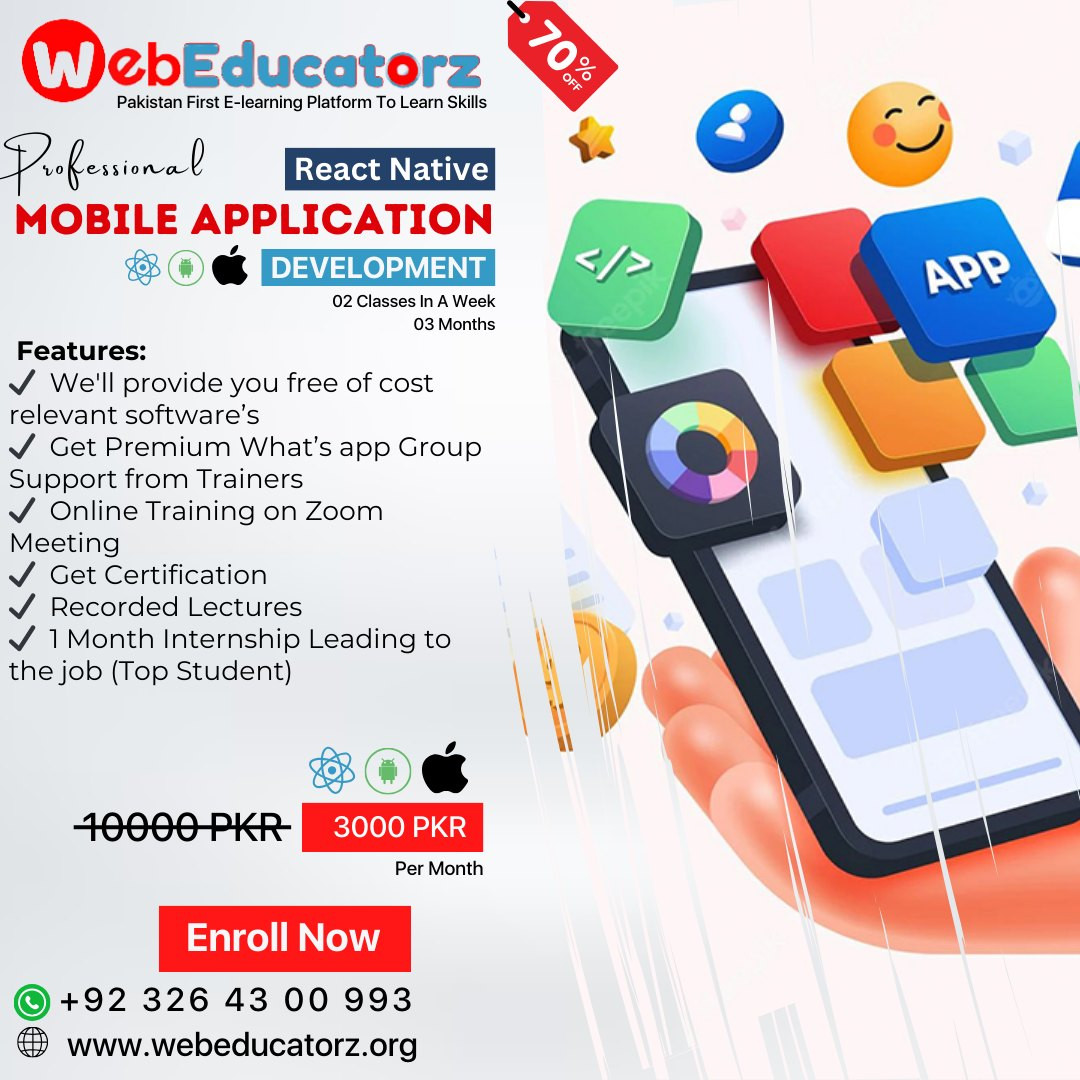 WebEducatorz
Pakistan First E-learning Platform To Learn Skills
70%
OFF
Professional
React Native
MOBILE APPLICATION
DEVELOPMENT
02 Classes In A Week
03 Months
Features:
✔ We'll provide you free of cost
relevant software’s
✔ Get Premium What’s app Group
Support from Trainers
✔ Online Training on Zoom
Meeting
✔ Get Certification
✔ Recorded Lectures
✔ 1 Month Internship Leading to
the job (Top Student)
</>
APP
10000 PKR
3000 PKR
Per Month
Enroll Now
+92 326 43 00 993
www.webeducatorz.org